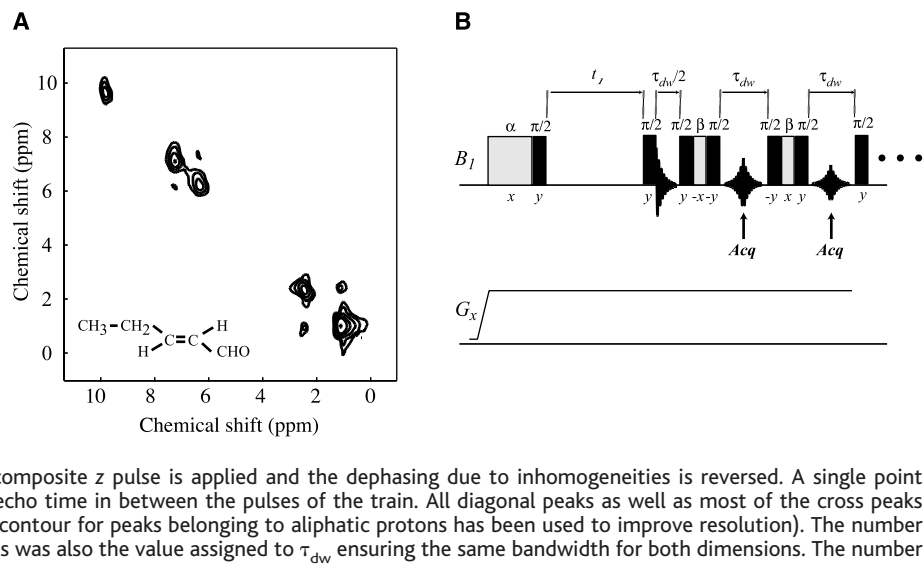 A
B
Chemical shift (ppm)
10
8
6
4
2
0
CH3 CH2 H
C=C
H CHO
10 8 6 4 2 0
Chemical shift (ppm)
t1 τdw/2 τdw τdw
α π/2 π/2 π/2 β π/2 π/2 β π/2 π/2
B1
x y y y -x -y -y x y y
Acq Acq
Gx
composite z pulse is applied and the dephasing due to inhomogeneities is reversed. A single point
echo time in between the pulses of the train. All diagonal peaks as well as most of the cross peaks
contour for peaks belonging to aliphatic protons has been used to improve resolution). The number
s was also the value assigned to τdw ensuring the same bandwidth for both dimensions. The number